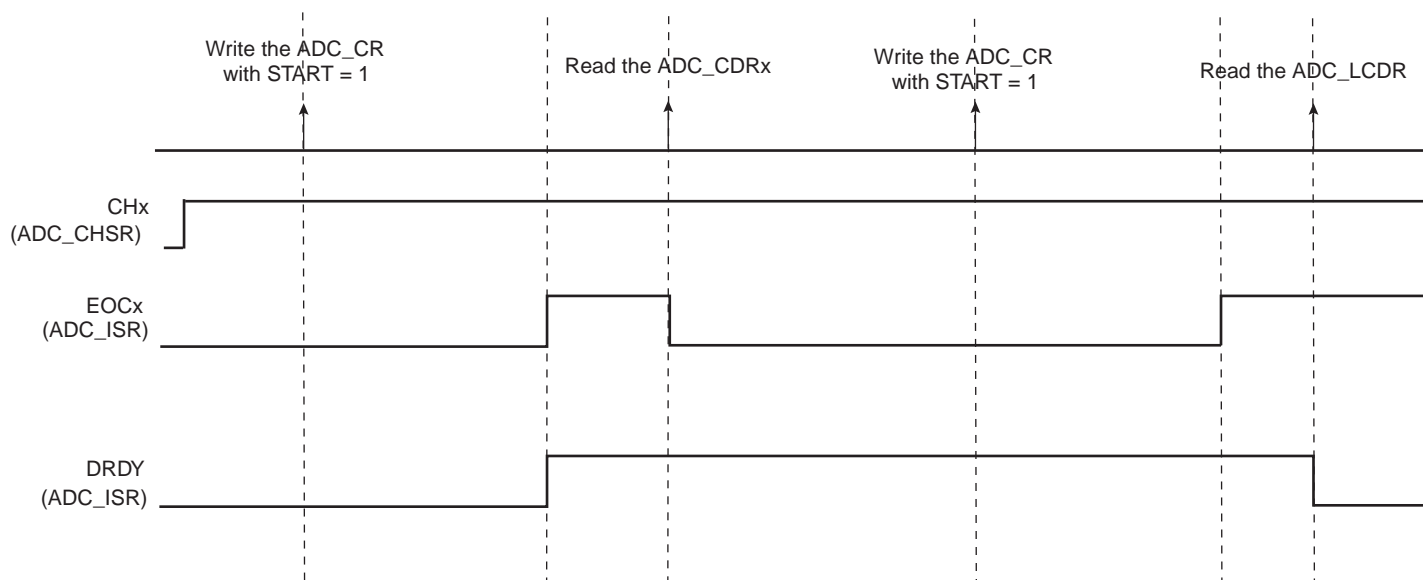 Write the ADC_CR
with START = 1
Read the ADC_CDRx
Write the ADC_CR
with START = 1
Read the ADC_LCDR
CHx
(ADC_CHSR)
EOCx
(ADC_ISR)
DRDY
(ADC_ISR)